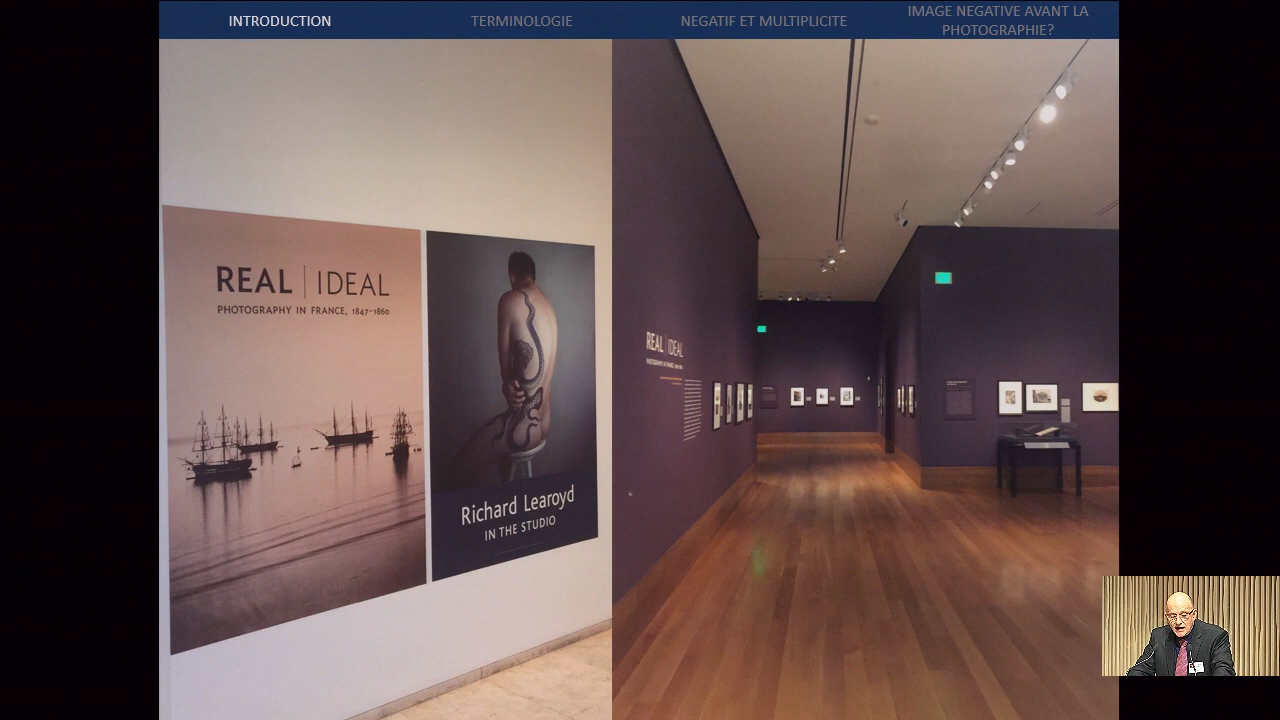 INTRODUCTION
TERMINOLOGIE
NEGATIF ET MULTIPLICITE
IMAGE NEGATIVE AVANT LA
PHOTOGRAPHIE?
REAL | IDEAL
PHOTOGRAPHY IN FRANCE, 1847–1860
Richard Learoyd
IN THE STUDIO
REAL | IDEAL